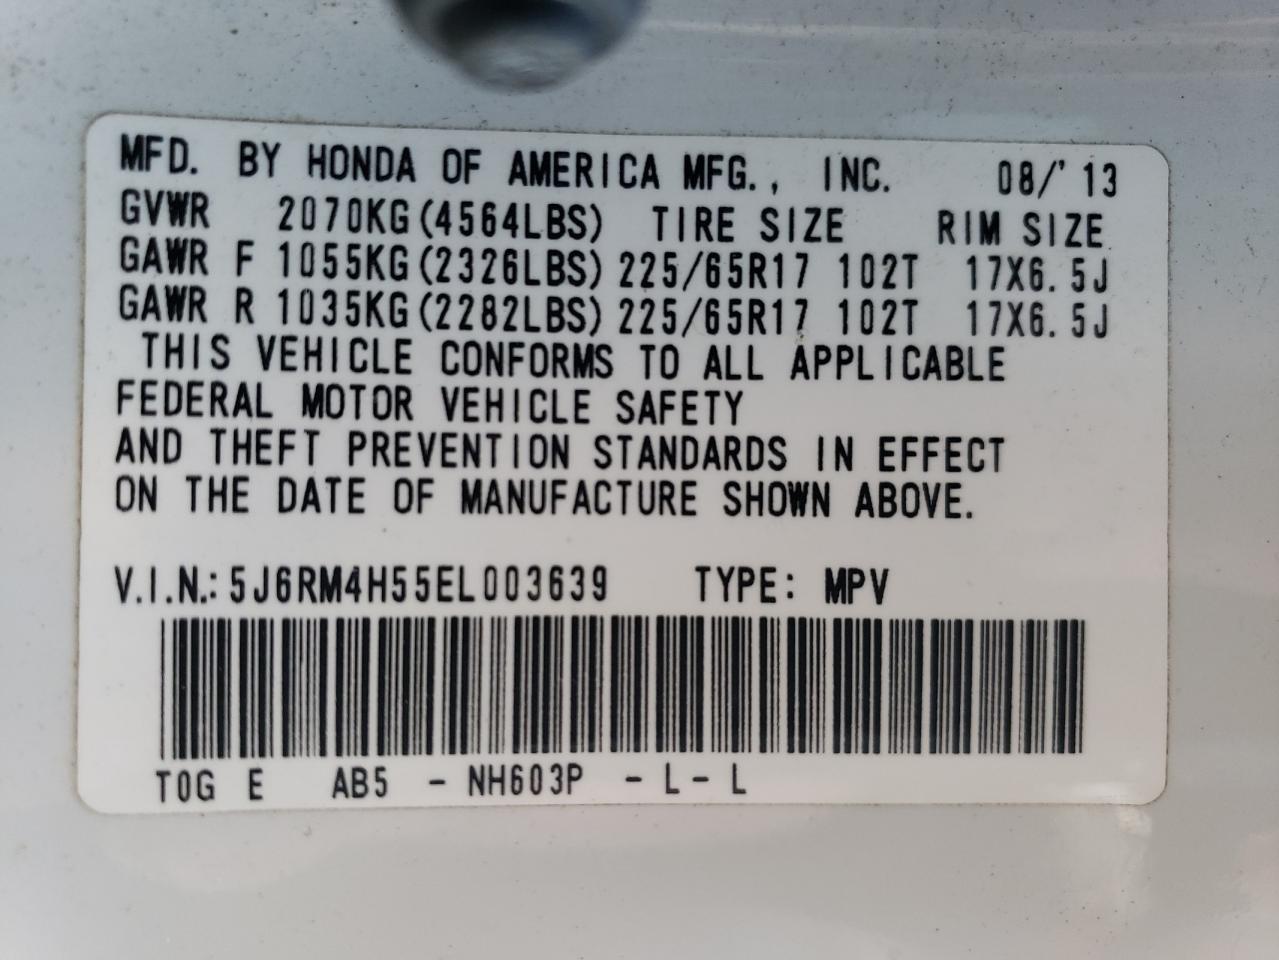 MFD. BY HONDA OF AMERICA MFG., INC. 08/'13
GVWR 2070KG(4564LBS) TIRE SIZE RIM SIZE
GAWR F 1055KG(2326LBS) 225/65R17 102T 17X6.5J
GAWR R 1035KG(2282LBS) 225/65R17 102T 17X6.5J
THIS VEHICLE CONFORMS TO ALL APPLICABLE
FEDERAL MOTOR VEHICLE SAFETY
AND THEFT PREVENTION STANDARDS IN EFFECT
ON THE DATE OF MANUFACTURE SHOWN ABOVE.
V.I.N.: 5J6RM4H55EL003639 TYPE: MPV
T0G E AB5 - NH603P - L - L